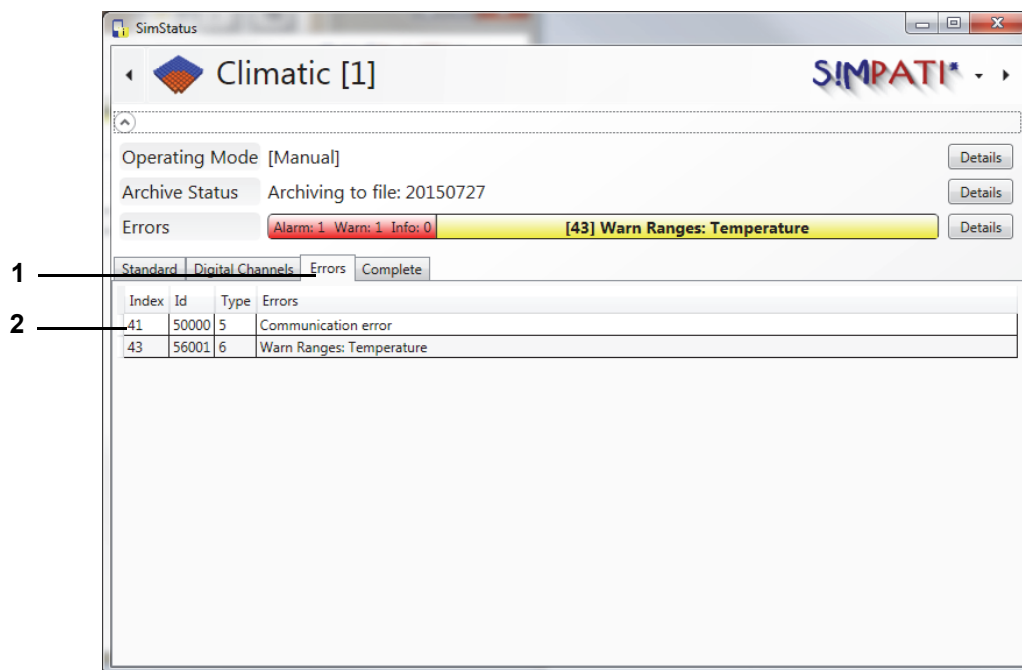 SimStatus
Climatic [1]
S!MPATI*
Operating Mode [Manual] Details
Archive Status Archiving to file: 20150727 Details
Errors Alarm: 1 Warn: 1 Info: 0 [43] Warn Ranges: Temperature Details
1
Standard Digital Channels Errors Complete
Index Id Type Errors
2
41 50000 5 Communication error
43 56001 6 Warn Ranges: Temperature